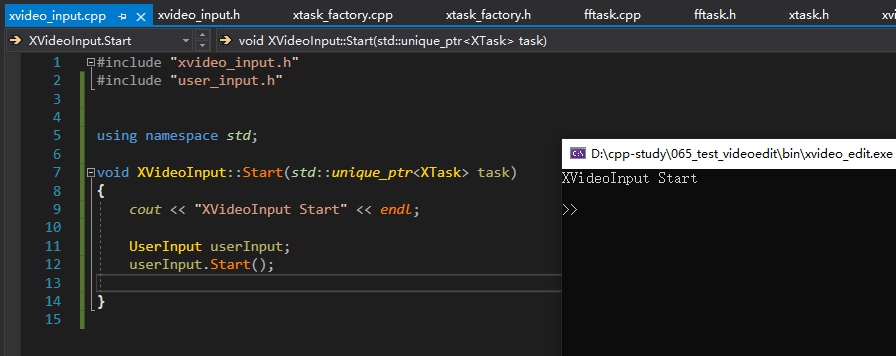 xvideo_input.cpp xvideo_input.h xtask_factory.cpp xtask_factory.h fftask.cpp fftask.h xtask.h
XVideoInput.Start void XVideoInput::Start(std::unique_ptr<XTask> task)
1 #include "xvideo_input.h"
2 #include "user_input.h"
3
4
5 using namespace std;
6
7 void XVideoInput::Start(std::unique_ptr<XTask> task)
8 {
9 cout << "XVideoInput Start" << endl;
10
11 UserInput userInput;
12 userInput.Start();
13
14 }
15
D:\cpp-study\065_test_videoedit\bin\xvideo_edit.exe
XVideoInput Start
>>